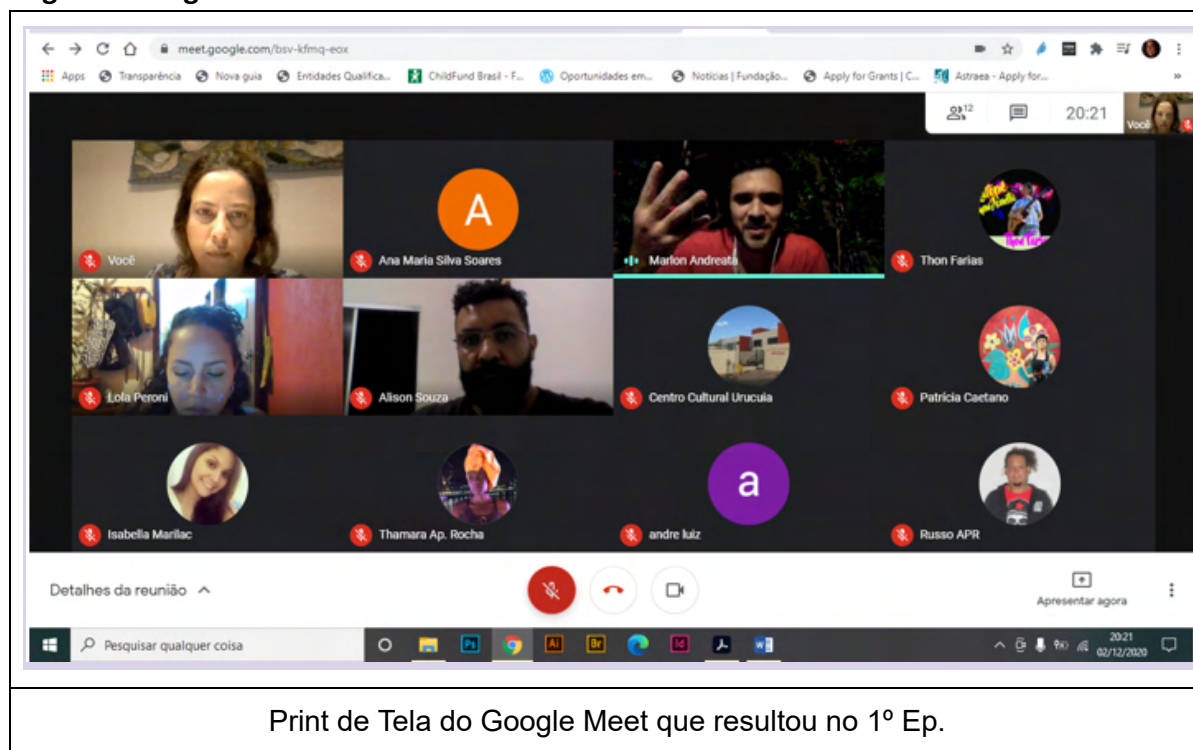 meet.google.com/bsv-kfmq-eox
Apps Transparência Nova guia Entidades Qualifica... ChildFund Brasil - F... Oportunidades em... Notícias | Fundação... Apply for Grants | C... Astraea - Apply for... »
12 20:21 Você
Você
A
Ana Maria Silva Soares
Marlon Andreata
Thon Farias
Lola Peroni
Alison Souza
Centro Cultural Urucuia
Patrícia Caetano
Isabella Marilac
Thamara Ap. Rocha
a
andre luiz
Russo APR
Detalhes da reunião
Apresentar agora
Pesquisar qualquer coisa
Ps Ai Br Id
20:21
02/12/2020
Print de Tela do Google Meet que resultou no 1º Ep.